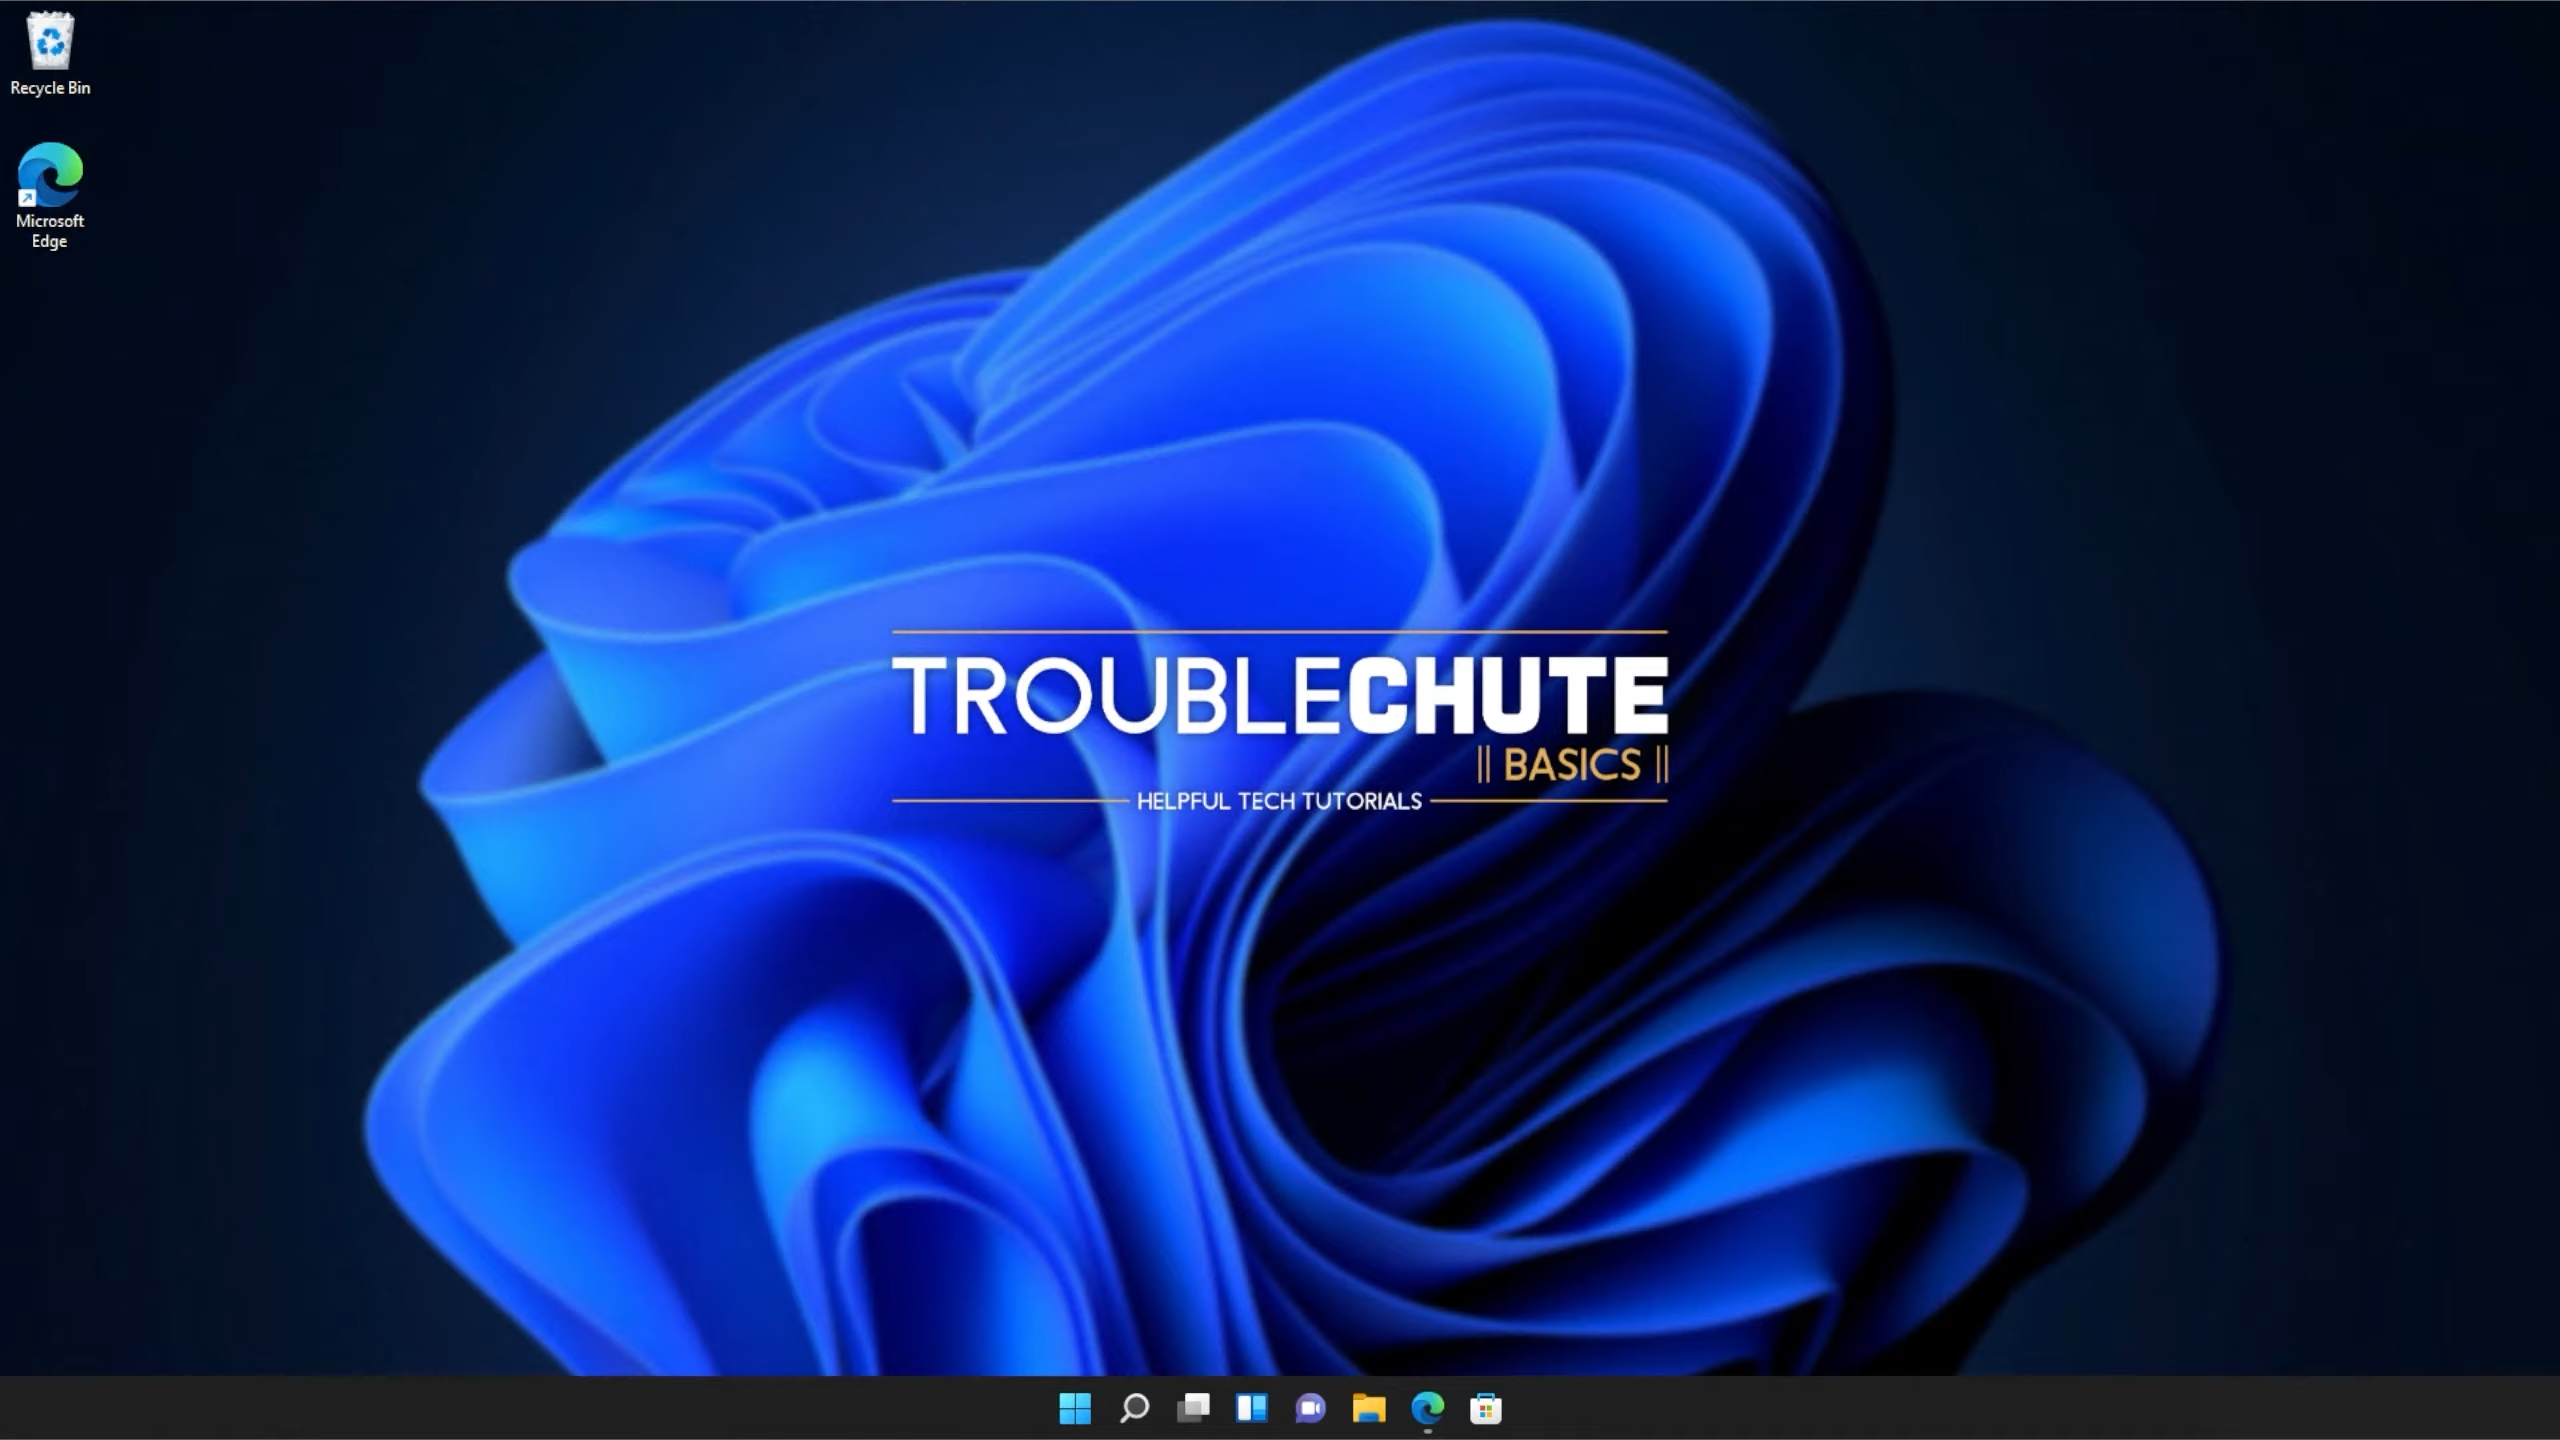 Recycle Bin
Microsoft
Edge
TROUBLECHUTE
|| BASICS ||
HELPFUL TECH TUTORIALS